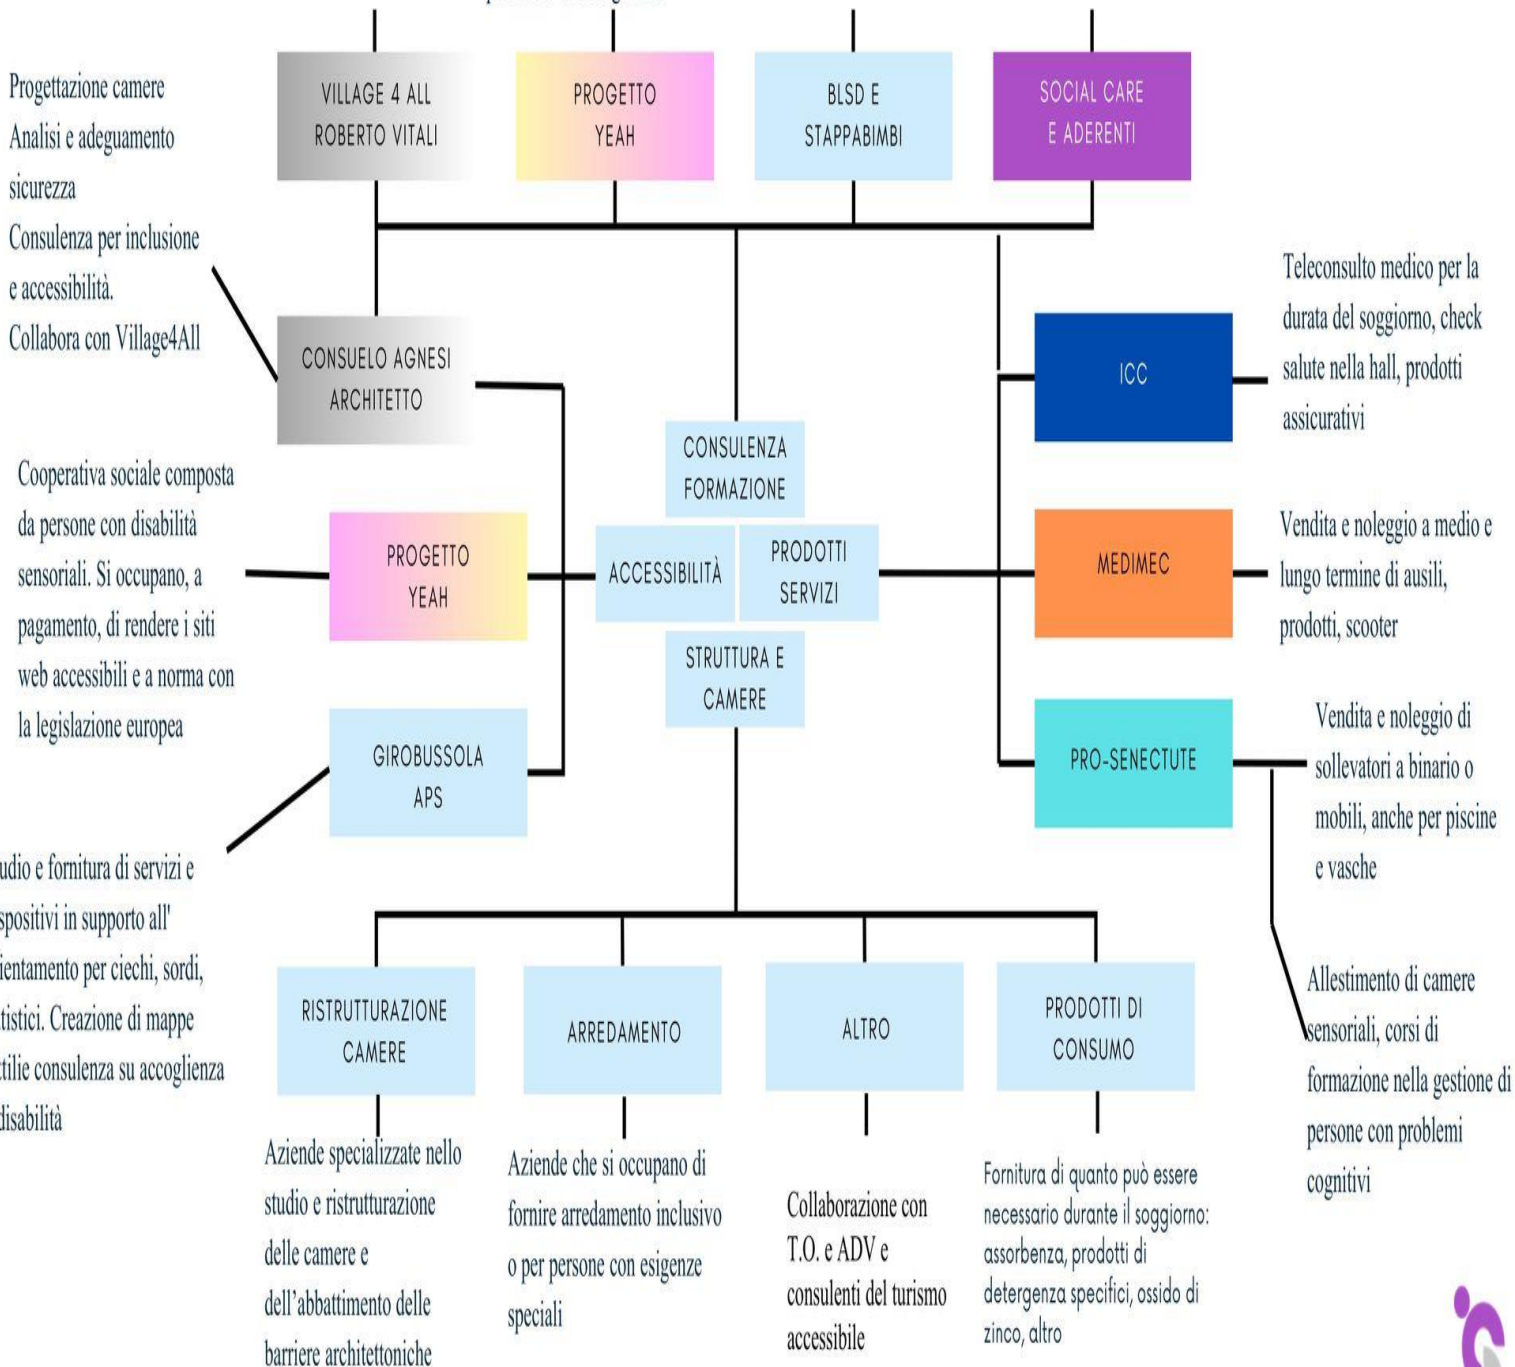 VILLAGE 4 ALL
ROBERTO VITALI
PROGETTO
YEAH
BLSD E
STAPPABIMBI
SOCIAL CARE
E ADERENTI
Progettazione camere
Analisi e adeguamento
sicurezza
Consulenza per inclusione
e accessibilità.
Collabora con Village4All
CONSUELO AGNESI
ARCHITETTO
ICC
Teleconsulto medico per la
durata del soggiorno, check
salute nella hall, prodotti
assicurativi
CONSULENZA
FORMAZIONE
ACCESSIBILITÀ
PRODOTTI
SERVIZI
STRUTTURA E
CAMERE
Cooperativa sociale composta
da persone con disabilità
sensoriali. Si occupano, a
pagamento, di rendere i siti
web accessibili e a norma con
la legislazione europea
PROGETTO
YEAH
MEDIMEC
Vendita e noleggio a medio e
lungo termine di ausili,
prodotti, scooter
GIROBUSSOLA
APS
PRO-SENECTUTE
Vendita e noleggio di
sollevatori a binario o
mobili, anche per piscine
e vasche
udio e fornitura di servizi e
spositivi in supporto all'
ientamento per ciechi, sordi,
tistici. Creazione di mappe
ttilie consulenza su accoglienza
disabilità
Allestimento di camere
sensoriali, corsi di
formazione nella gestione di
persone con problemi
cognitivi
RISTRUTTURAZIONE
CAMERE
ARREDAMENTO
ALTRO
PRODOTTI DI
CONSUMO
Aziende specializzate nello
studio e ristrutturazione
delle camere e
dell'abbattimento delle
barriere architettoniche
Aziende che si occupano di
fornire arredamento inclusivo
o per persone con esigenze
speciali
Collaborazione con
T.O. e ADV e
consulenti del turismo
accessibile
Fornitura di quanto può essere
necessario durante il soggiorno:
assorbenza, prodotti di
detergenza specifici, ossido di
zinco, altro